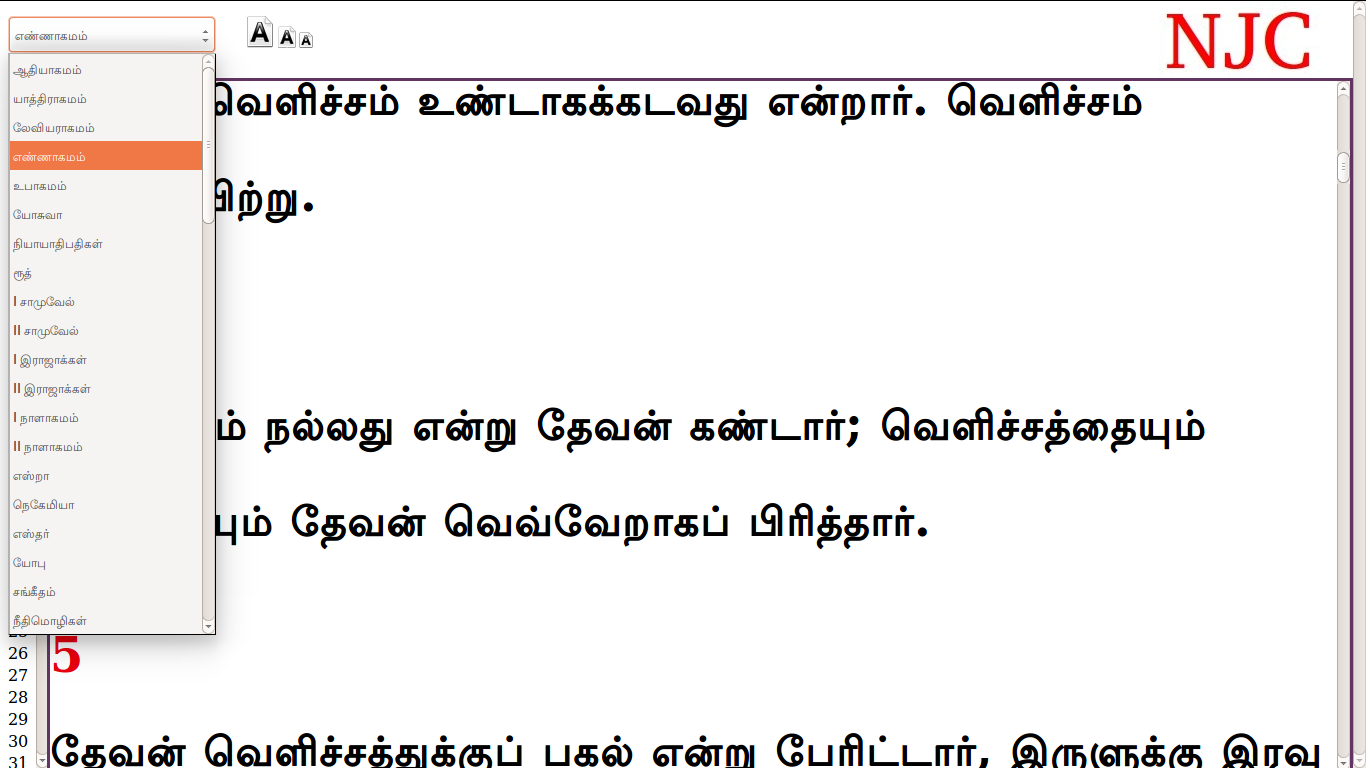 எண்ணாகமம்
A A A
NJC
ஆதியாகமம்
யாத்திராகமம்
லேவியராகமம்
எண்ணாகமம்
உபாகமம்
யோசுவா
நியாயாதிபதிகள்
ரூத்
I சாமுவேல்
II சாமுவேல்
I இராஜாக்கள்
II இராஜாக்கள்
I நாளாகமம்
II நாளாகமம்
எஸ்றா
நெகேமியா
எஸ்தர்
யோபு
சங்கீதம்
நீதிமொழிகள்
26
27
28
29
30
31
வெளிச்சம் உண்டாகக்கடவது என்றார். வெளிச்சம்
பிற்று.
ம் நல்லது என்று தேவன் கண்டார்; வெளிச்சத்தையும்
யும் தேவன் வெவ்வேறாகப் பிரித்தார்.
5
தேவன் வெளிச்சத்துக்குப் பகல் என்று பேரிட்டார், இருளுக்கு இரவு